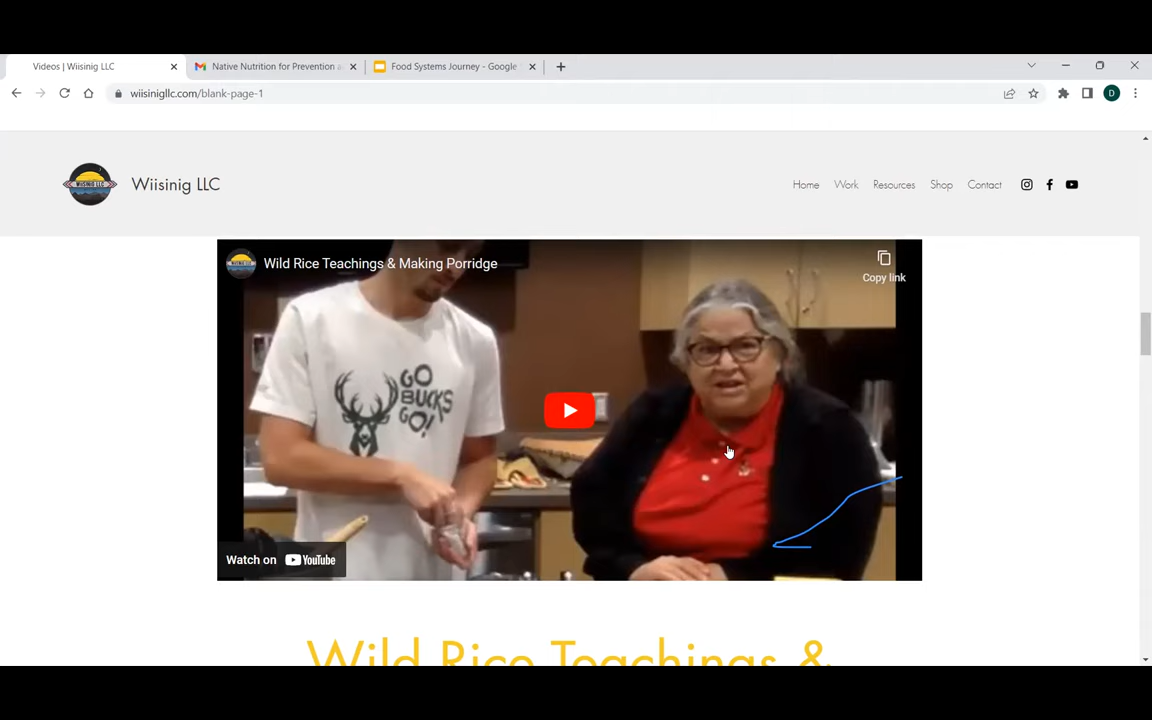 Videos | Wiisinig LLC
Native Nutrition for Prevention a
Food Systems Journey - Google
wiisinigllc.com/blank-page-1
D
WIISINIG LLC
Wiisinig LLC
Home Work Resources Shop Contact
Wild Rice Teachings & Making Porridge
Copy link
GO
BUCKS
GO!
Watch on YouTube
Wild Rice Teachings &